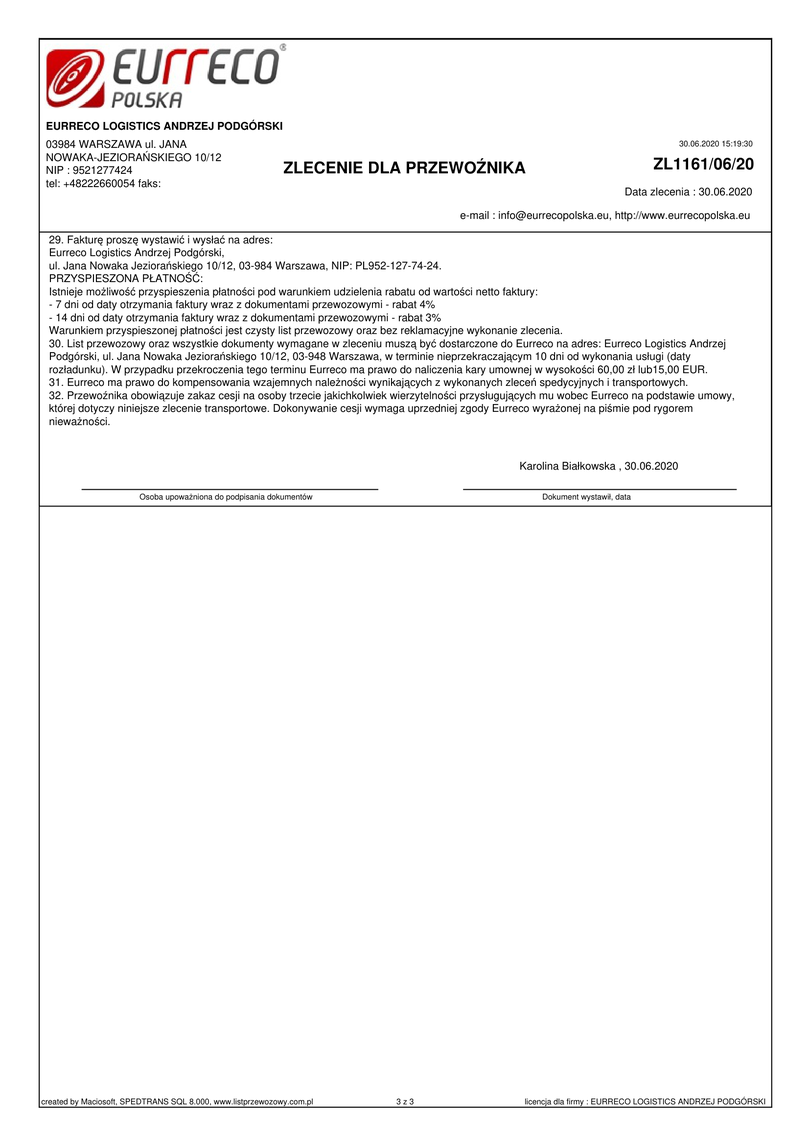 EURRECO®
POLSKA
EURRECO LOGISTICS ANDRZEJ PODGÓRSKI
03984 WARSZAWA ul. JANA
NOWAKA-JEZIORAŃSKIEGO 10/12
NIP : 9521277424
tel: +48222660054 faks:
ZLECENIE DLA PRZEWOŹNIKA
30.06.2020 15:19:30
ZL1161/06/20
Data zlecenia : 30.06.2020
e-mail : info@eurrecopolska.eu, http://www.eurrecopolska.eu
29. Fakturę proszę wystawić i wysłać na adres:
Eurreco Logistics Andrzej Podgórski,
ul. Jana Nowaka Jeziorańskiego 10/12, 03-984 Warszawa, NIP: PL952-127-74-24.
PRZYSPIESZONA PŁATNOŚĆ:
Istnieje możliwość przyspieszenia płatności pod warunkiem udzielenia rabatu od wartości netto faktury:
- 7 dni od daty otrzymania faktury wraz z dokumentami przewozowymi - rabat 4%
- 14 dni od daty otrzymania faktury wraz z dokumentami przewozowymi - rabat 3%
Warunkiem przyspieszonej płatności jest czysty list przewozowy oraz bez reklamacyjne wykonanie zlecenia.
30. List przewozowy oraz wszystkie dokumenty wymagane w zleceniu muszą być dostarczone do Eurreco na adres: Eurreco Logistics Andrzej
Podgórski, ul. Jana Nowaka Jeziorańskiego 10/12, 03-948 Warszawa, w terminie nieprzekraczającym 10 dni od wykonania usługi (daty
rozładunku). W przypadku przekroczenia tego terminu Eurreco ma prawo do naliczenia kary umownej w wysokości 60,00 zł lub15,00 EUR.
31. Eurreco ma prawo do kompensowania wzajemnych należności wynikających z wykonanych zleceń spedycyjnych i transportowych.
32. Przewoźnika obowiązuje zakaz cesji na osoby trzecie jakichkolwiek wierzytelności przysługujących mu wobec Eurreco na podstawie umowy,
której dotyczy niniejsze zlecenie transportowe. Dokonywanie cesji wymaga uprzedniej zgody Eurreco wyrażonej na piśmie pod rygorem
nieważności.
Karolina Białkowska , 30.06.2020
Osoba upoważniona do podpisania dokumentów
Dokument wystawił, data
created by Maciosoft, SPEDTRANS SQL 8.000, www.listprzewozowy.com.pl
3 z 3
licencja dla firmy : EURRECO LOGISTICS ANDRZEJ PODGÓRSKI